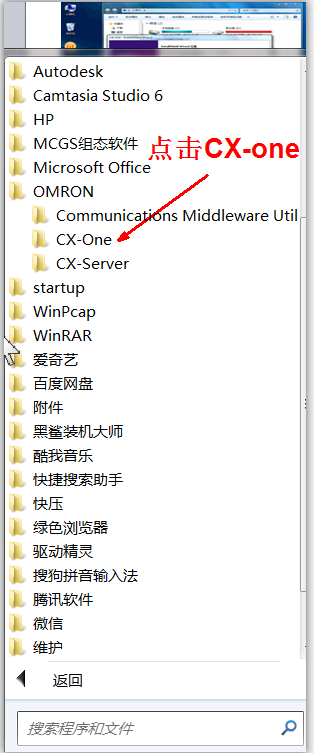 Autodesk
Camtasia Studio 6
HP
MCGS组态软件
点击CX-one
Microsoft Office
OMRON
Communications Middleware Util
CX-One
CX-Server
startup
WinPcap
WinRAR
爱奇艺
百度网盘
附件
黑鲨装机大师
酷我音乐
快捷搜索助手
快压
绿色浏览器
驱动精灵
搜狗拼音输入法
腾讯软件
微信
维护
返回
搜索程序和文件